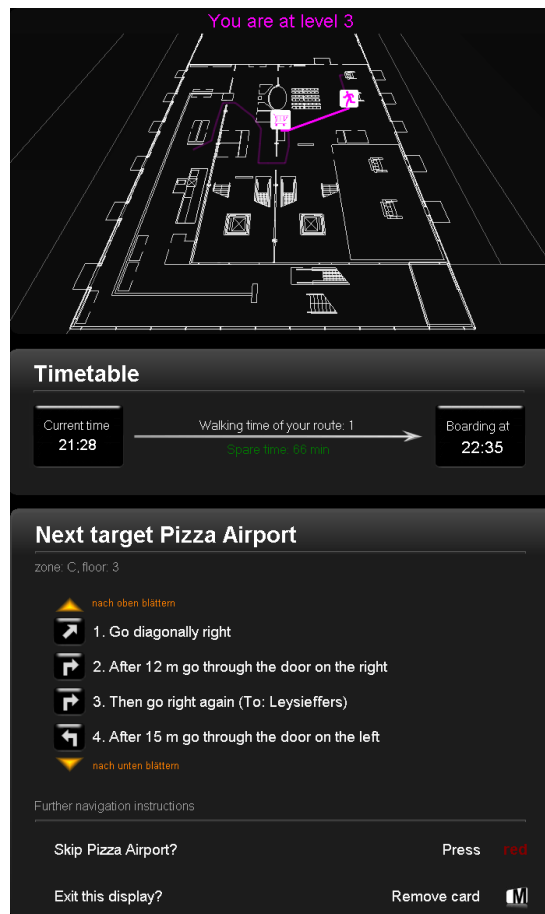 You are at level 3
Timetable
Current time
21:28
Walking time of your route: 1
Spare time: 66 min
Boarding at
22:35
Next target Pizza Airport
zone: C, floor: 3
nach oben blättern
1. Go diagonally right
2. After 12 m go through the door on the right
3. Then go right again (To: Leysieffers)
4. After 15 m go through the door on the left
nach unten blättern
Further navigation instructions
Skip Pizza Airport? Press red
Exit this display? Remove card M